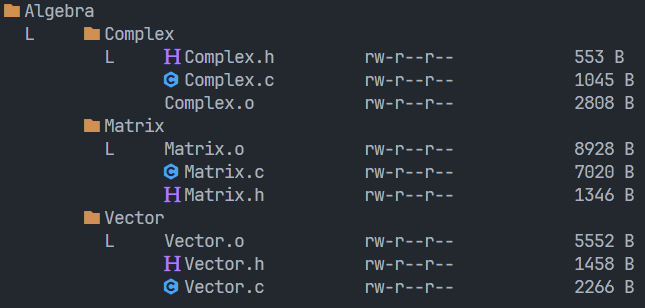 Algebra
L Complex
L H Complex.h rw-r--r-- 553 B
C Complex.c rw-r--r-- 1045 B
Complex.o rw-r--r-- 2808 B
Matrix
L Matrix.o rw-r--r-- 8928 B
C Matrix.c rw-r--r-- 7020 B
H Matrix.h rw-r--r-- 1346 B
Vector
L Vector.o rw-r--r-- 5552 B
H Vector.h rw-r--r-- 1458 B
C Vector.c rw-r--r-- 2266 B